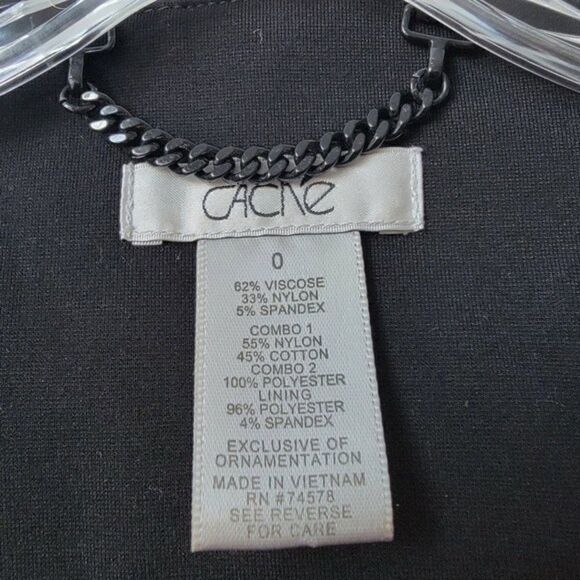 CACHÉ
0
62% VISCOSE
33% NYLON
5% SPANDEX
COMBO 1
55% NYLON
45% COTTON
COMBO 2
100% POLYESTER
LINING
96% POLYESTER
4% SPANDEX
EXCLUSIVE OF
ORNAMENTATION
MADE IN VIETNAM
RN #74578
SEE REVERSE
FOR CARE